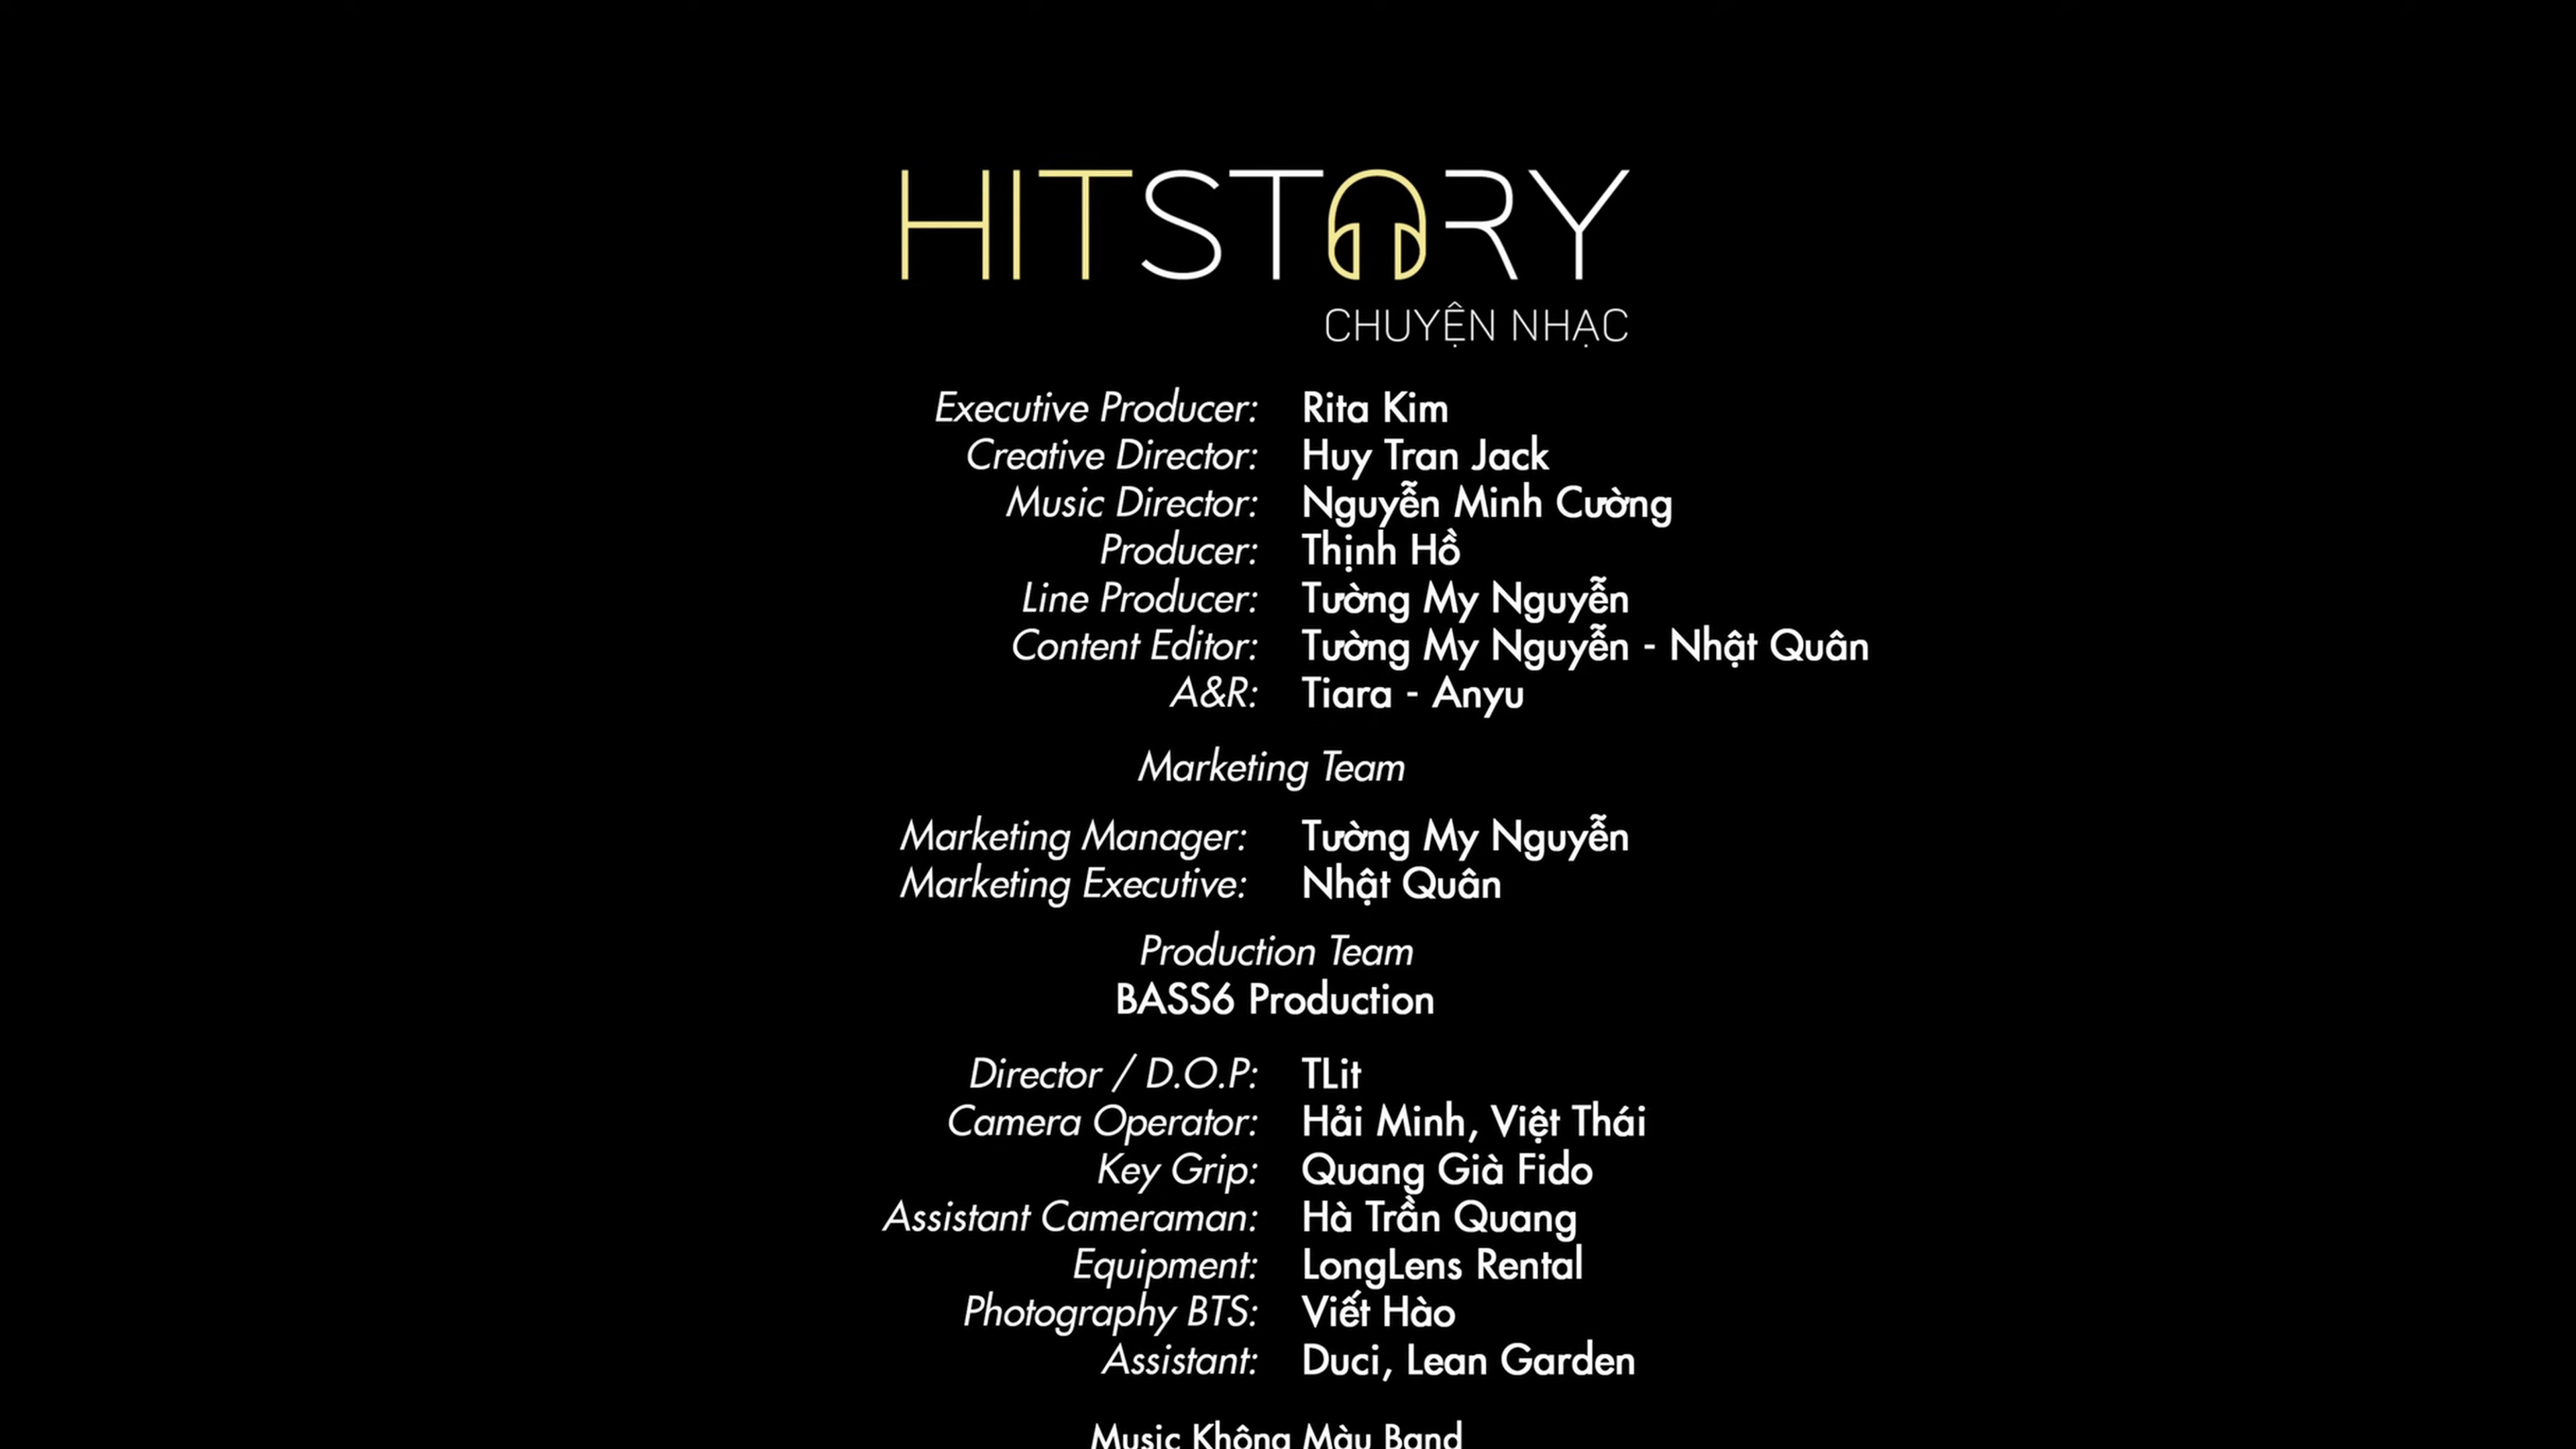 HITSTORY
CHUYỆN NHẠC
Executive Producer: Rita Kim
Creative Director: Huy Tran Jack
Music Director: Nguyễn Minh Cường
Producer: Thịnh Hồ
Line Producer: Tường My Nguyễn
Content Editor: Tường My Nguyễn - Nhật Quân
A&R: Tiara - Anyu
Marketing Team
Marketing Manager: Tường My Nguyễn
Marketing Executive: Nhật Quân
Production Team
BASS6 Production
Director / D.O.P: TLit
Camera Operator: Hải Minh, Việt Thái
Key Grip: Quang Già Fido
Assistant Cameraman: Hà Trần Quang
Equipment: LongLens Rental
Photography BTS: Viết Hào
Assistant: Duci, Lean Garden
Music Không Màu Band